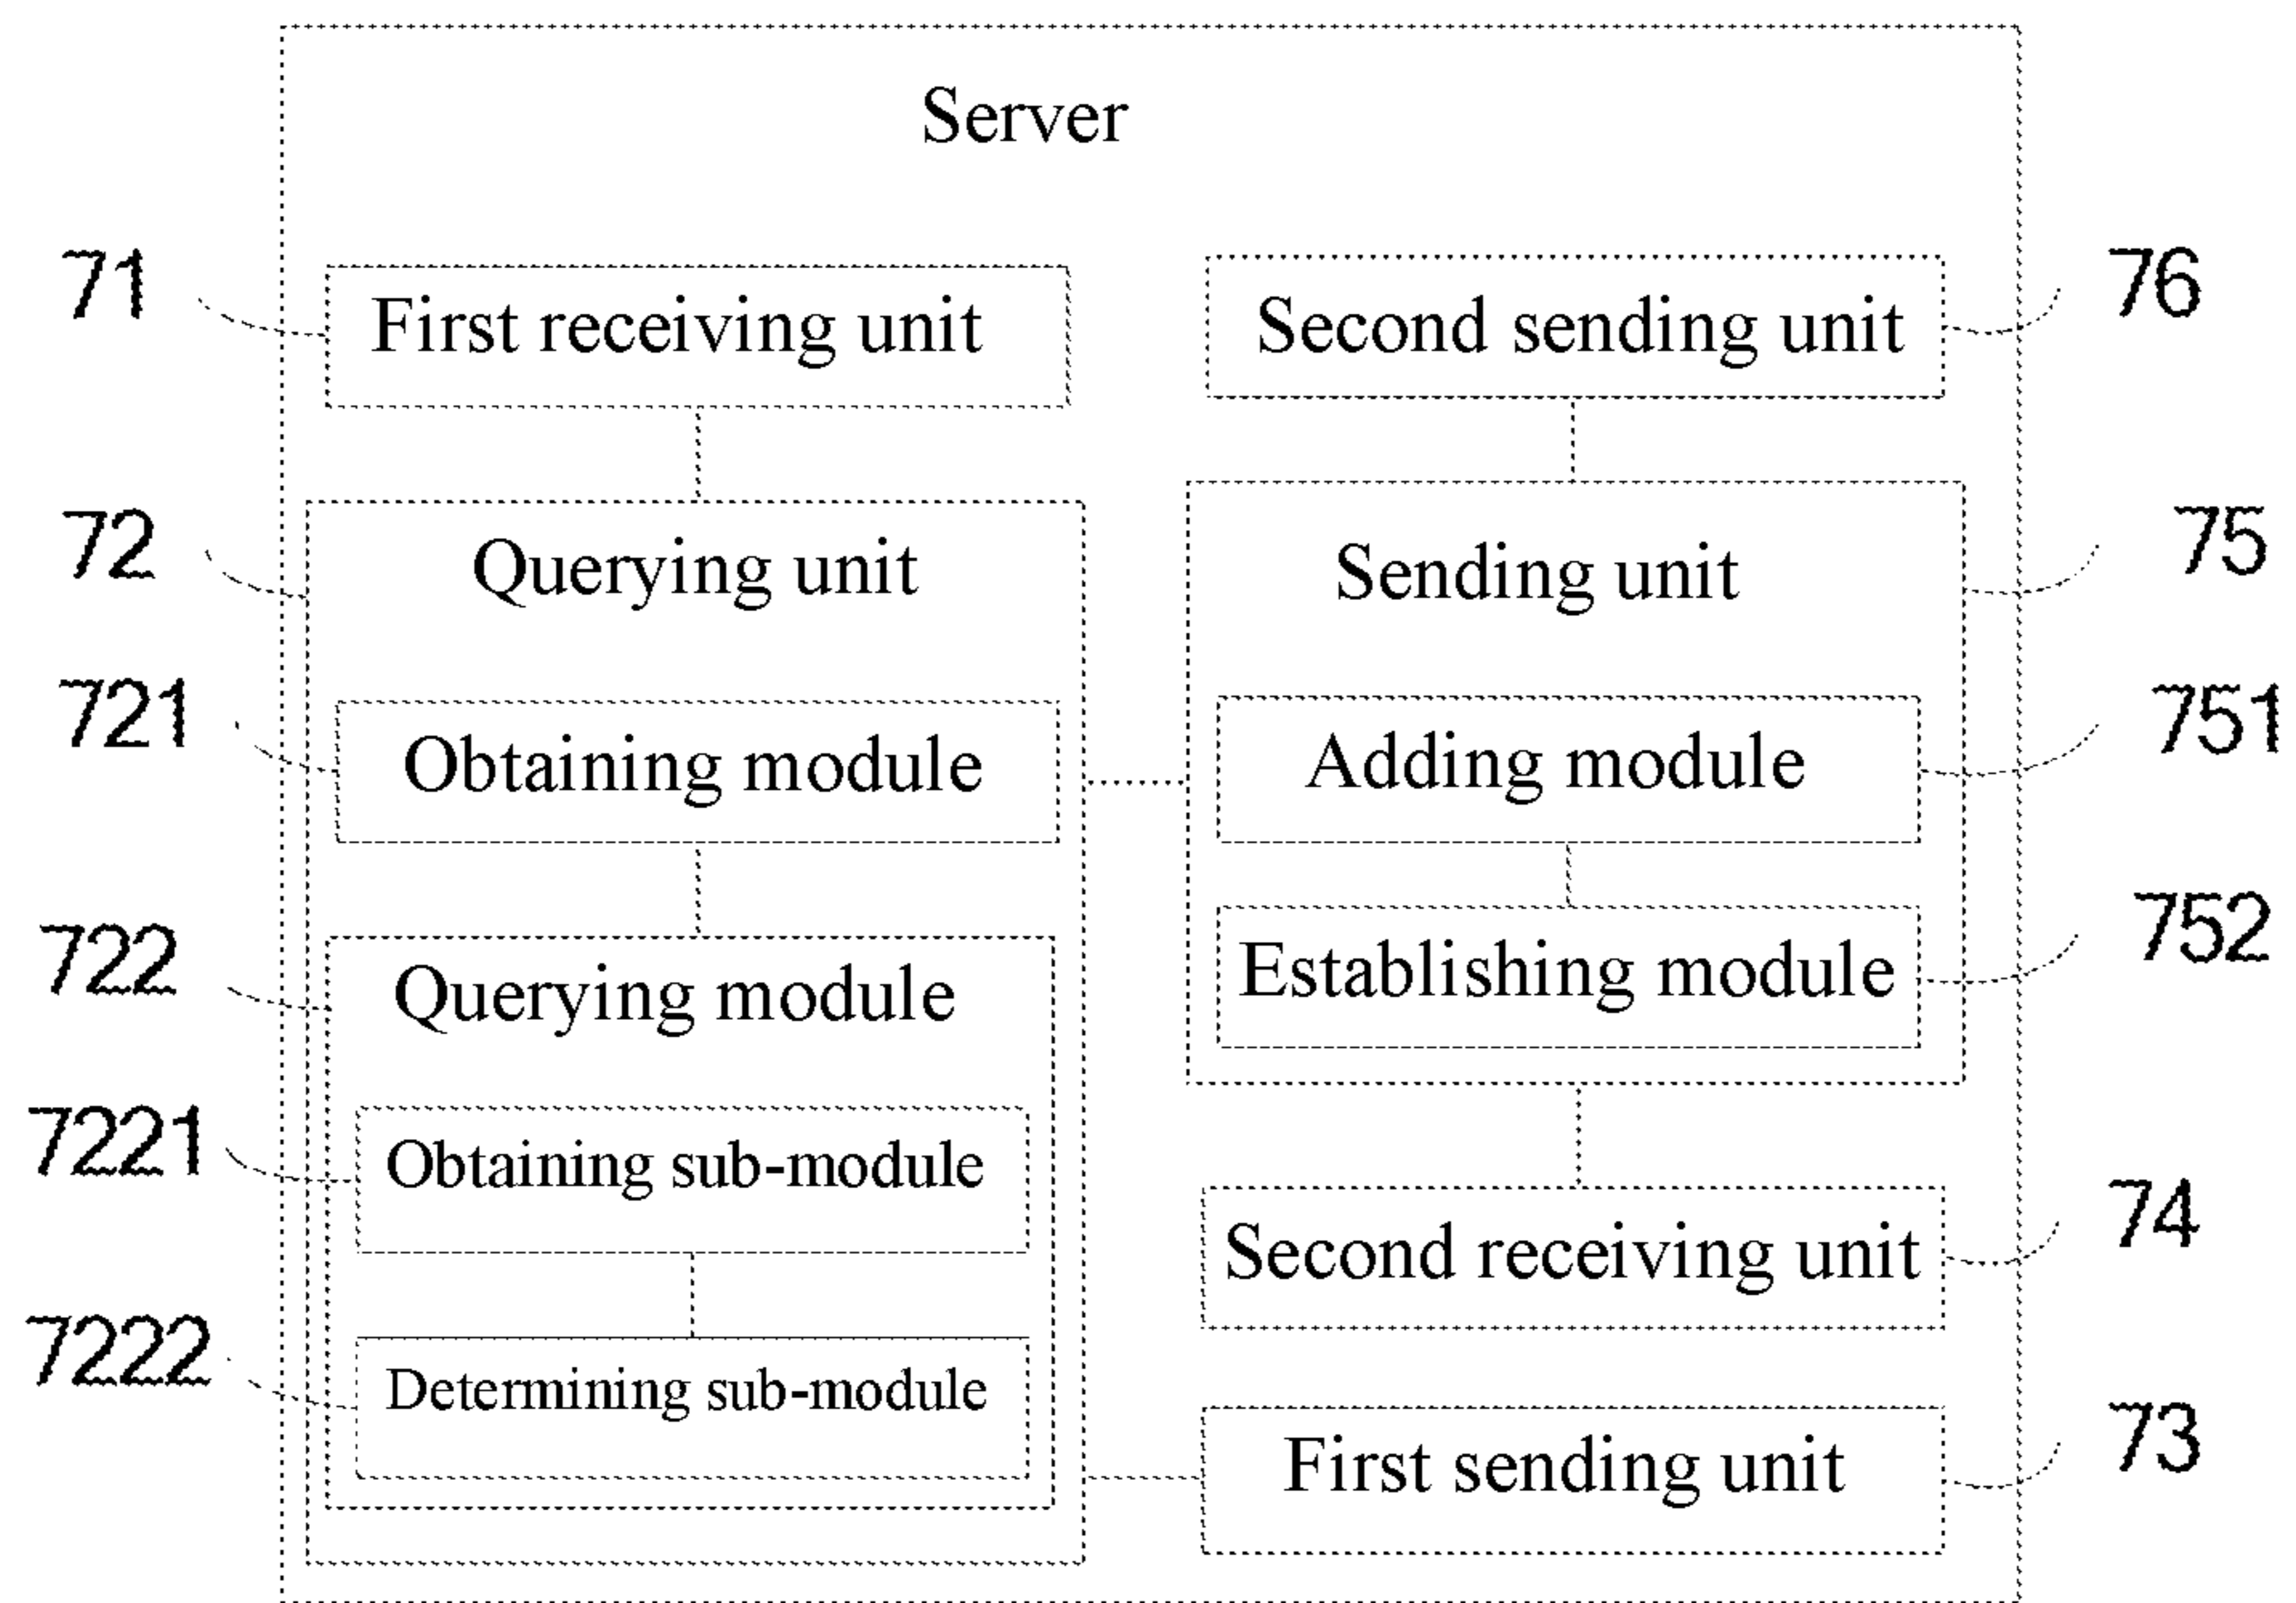 Server
71
First receiving unit
Second sending unit
76
72
Querying unit
Sending unit
75
721
Obtaining module
Adding module
751
722
Querying module
Establishing module
752
7221
Obtaining sub-module
Second receiving unit
74
7222
Determining sub-module
First sending unit
73